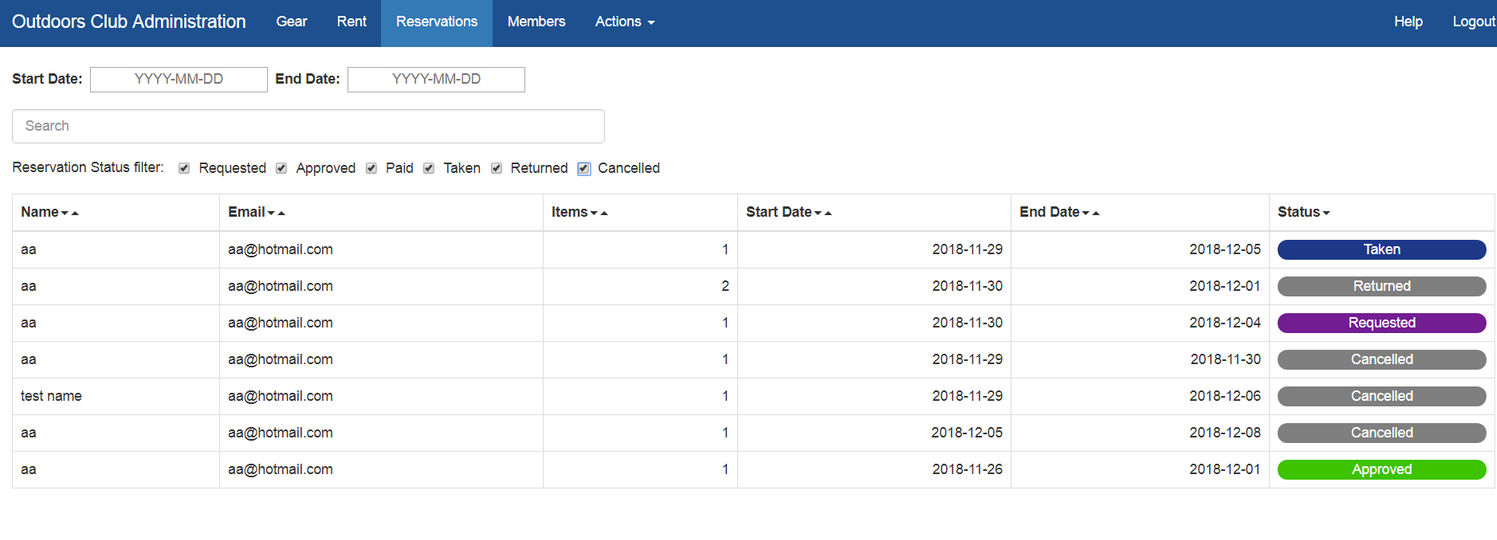 Outdoors Club Administration Gear Rent Reservations Members Actions Help Logout
Start Date: YYYY-MM-DD End Date: YYYY-MM-DD
Search
Reservation Status filter: Requested Approved Paid Taken Returned Cancelled
Name Email Items Start Date End Date Status
aa aa@hotmail.com 1 2018-11-29 2018-12-05 Taken
aa aa@hotmail.com 2 2018-11-30 2018-12-01 Returned
aa aa@hotmail.com 1 2018-11-30 2018-12-04 Requested
aa aa@hotmail.com 1 2018-11-29 2018-11-30 Cancelled
test name aa@hotmail.com 1 2018-11-29 2018-12-06 Cancelled
aa aa@hotmail.com 1 2018-12-05 2018-12-08 Cancelled
aa aa@hotmail.com 1 2018-11-26 2018-12-01 Approved